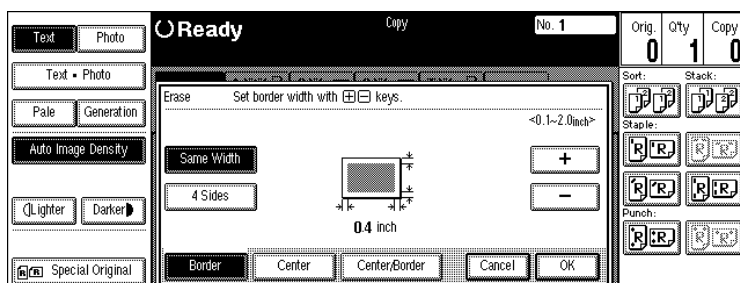 Text Photo
Text • Photo
Pale Generation
Auto Image Density
Lighter Darker
Special Original
Ready
Copy
No. 1
Orig. Q'ty Copy
0 1 0
Sort: Stack:
Staple:
Punch:
Erase Set border width with + − keys.
<0.1~2.0inch>
Same Width
4 Sides
+
−
0.4 inch
Border Center Center/Border Cancel OK